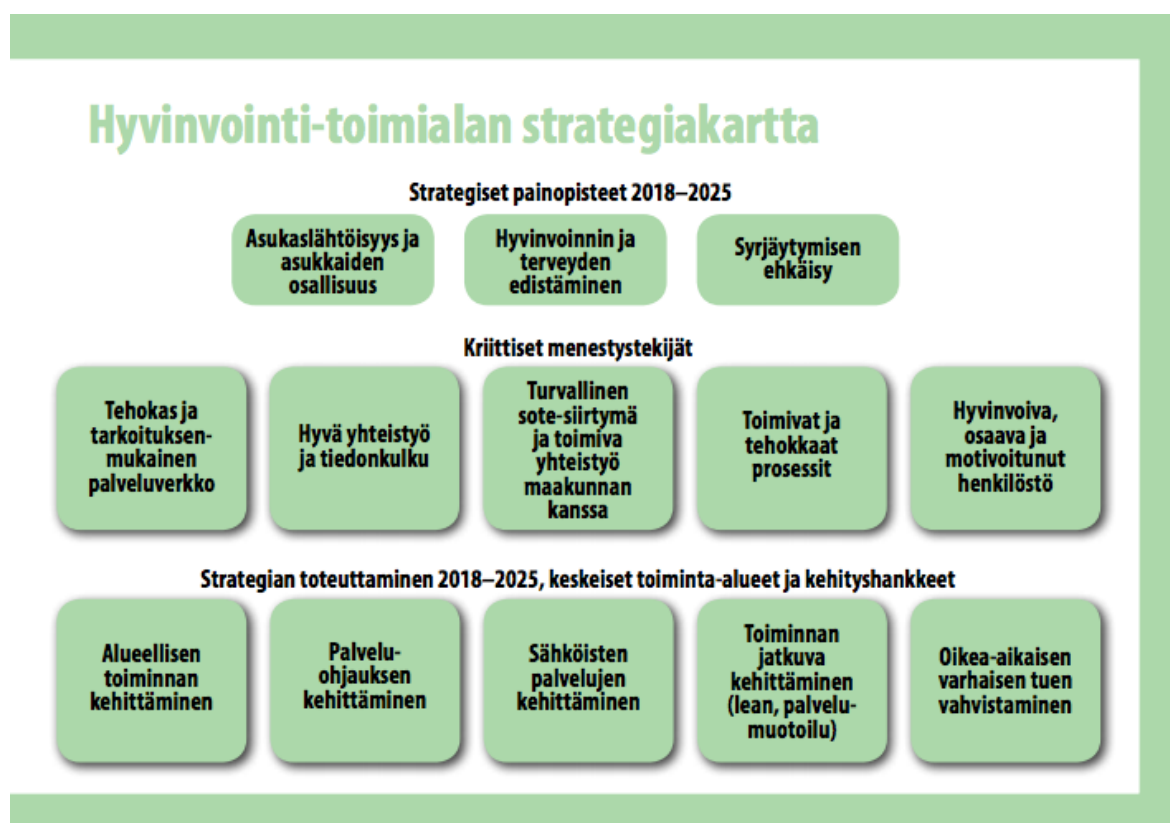 Hyvinvointi-toimialan strategiakartta
Strategiset painopisteet 2018–2025
Asukaslähtöisyys ja
asukkaiden
osallisuus
Hyvinvoinnin ja
terveyden
edistäminen
Syrjäytymisen
ehkäisy
Kriittiset menestystekijät
Tehokas ja
tarkoituksen-
mukainen
palveluverkko
Hyvä yhteistyö
ja tiedonkulku
Turvallinen
sote-siirtymä
ja toimiva
yhteistyö
maakunnan
kanssa
Toimivat ja
tehokkaat
prosessit
Hyvinvoiva,
osaava ja
motivoitunut
henkilöstö
Strategian toteuttaminen 2018–2025, keskeiset toiminta-alueet ja kehityshankkeet
Alueellisen
toiminnan
kehittäminen
Palvelu-
ohjauksen
kehittäminen
Sähköisten
palvelujen
kehittäminen
Toiminnan
jatkuva
kehittäminen
(lean, palvelu-
muotoilu)
Oikea-aikaisen
varhaisen tuen
vahvistaminen